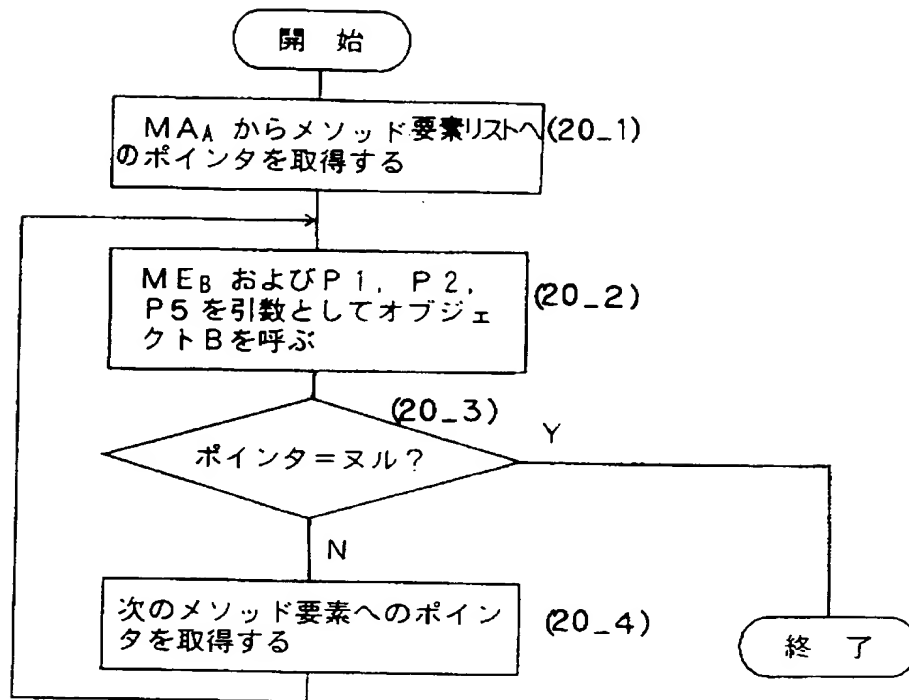 開 始
MAA からメソッド要素リストへ
のポインタを取得する
(20_1)
MEB およびP1, P2,
P5を引数としてオブジェ
クトBを呼ぶ
(20_2)
(20_3)
ポインタ=ヌル?
Y
N
次のメソッド要素へのポイン
タを取得する
(20_4)
終 了